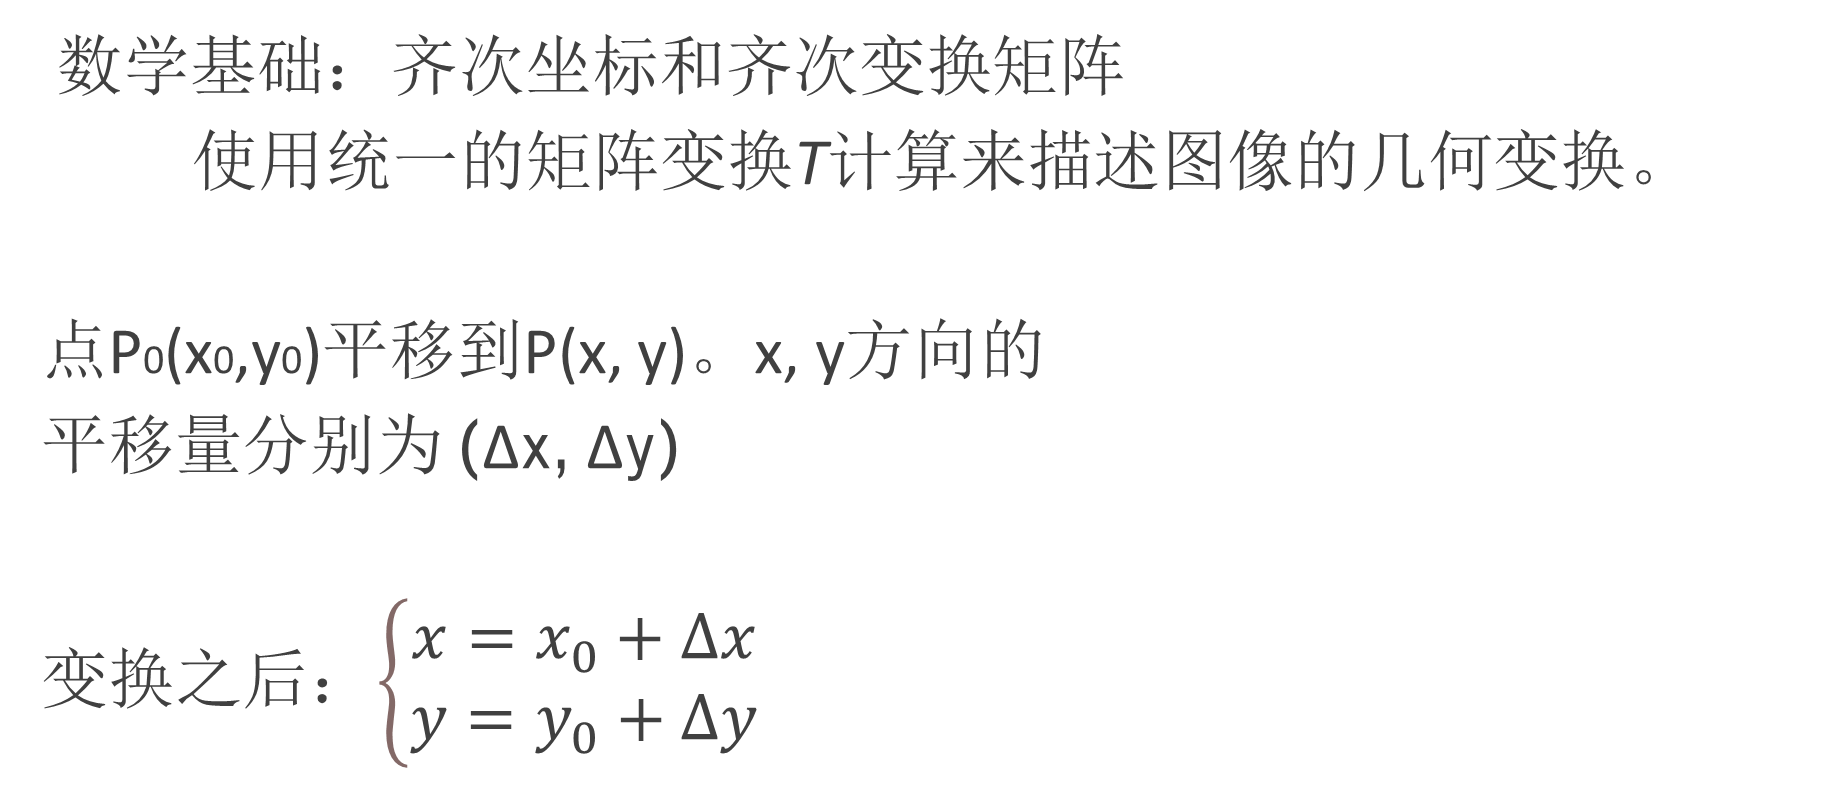 数学基础：齐次坐标和齐次变换矩阵
使用统一的矩阵变换T计算来描述图像的几何变换。
点P₀(x₀,y₀)平移到P(x, y)。x, y方向的
平移量分别为 (Δx, Δy)
变换之后：
x = x₀ + Δx
y = y₀ + Δy